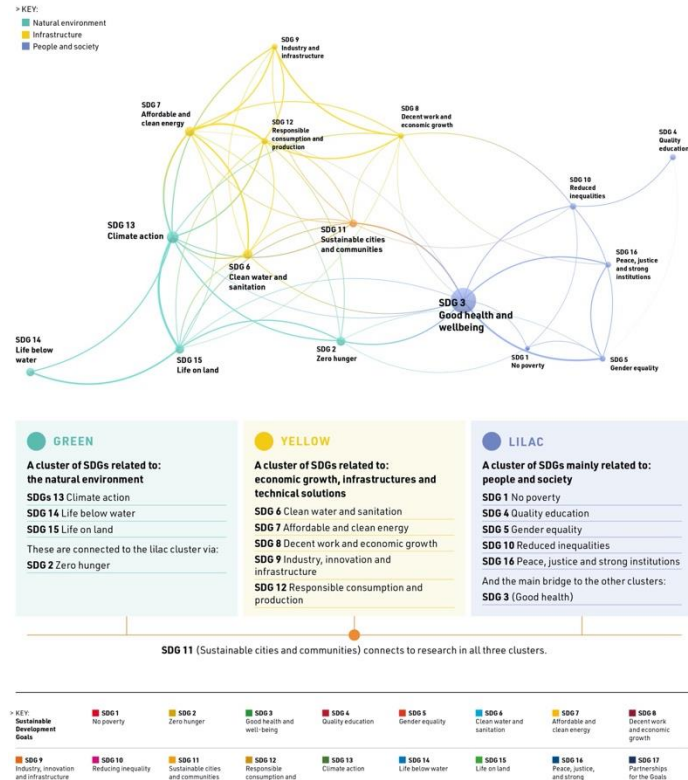 > KEY:
Natural environment
Infrastructure
People and society
SDG 9
Industry and
infrastructure
SDG 7
Affordable and
clean energy
SDG 12
Responsible
consumption and
production
SDG 8
Decent work and
economic growth
SDG 4
Quality
education
SDG 10
Reduced
inequalities
SDG 13
Climate action
SDG 11
Sustainable cities
and communities
SDG 6
Clean water and
sanitation
SDG 16
Peace, justice
and strong
institutions
SDG 3
Good health and
wellbeing
SDG 14
Life below
water
SDG 15
Life on land
SDG 2
Zero hunger
SDG 1
No poverty
SDG 5
Gender equality
GREEN
A cluster of SDGs related to:
the natural environment
SDGs 13 Climate action
SDG 14 Life below water
SDG 15 Life on land
These are connected to the lilac cluster via:
SDG 2 Zero hunger
YELLOW
A cluster of SDGs related to:
economic growth, infrastructures and
technical solutions
SDG 6 Clean water and sanitation
SDG 7 Affordable and clean energy
SDG 8 Decent work and economic growth
SDG 9 Industry, innovation and
infrastructure
SDG 12 Responsible consumption and
production
LILAC
A cluster of SDGs mainly related to:
people and society
SDG 1 No poverty
SDG 4 Quality education
SDG 5 Gender equality
SDG 10 Reduced inequalities
SDG 16 Peace, justice and strong institutions
And the main bridge to the other clusters:
SDG 3 (Good health)
SDG 11 (Sustainable cities and communities) connects to research in all three clusters.
> KEY:
Sustainable
Development
Goals
SDG 1
No poverty
SDG 2
Zero hunger
SDG 3
Good health and
well-being
SDG 4
Quality education
SDG 5
Gender equality
SDG 6
Clean water and
sanitation
SDG 7
Affordable and
clean energy
SDG 8
Decent work
and economic
growth
SDG 9
Industry, innovation
and infrastructure
SDG 10
Reducing inequality
SDG 11
Sustainable cities
and communities
SDG 12
Responsible
consumption and
SDG 13
Climate action
SDG 14
Life below water
SDG 15
Life on land
SDG 16
Peace, justice,
and strong
SDG 17
Partnerships
for the Goals